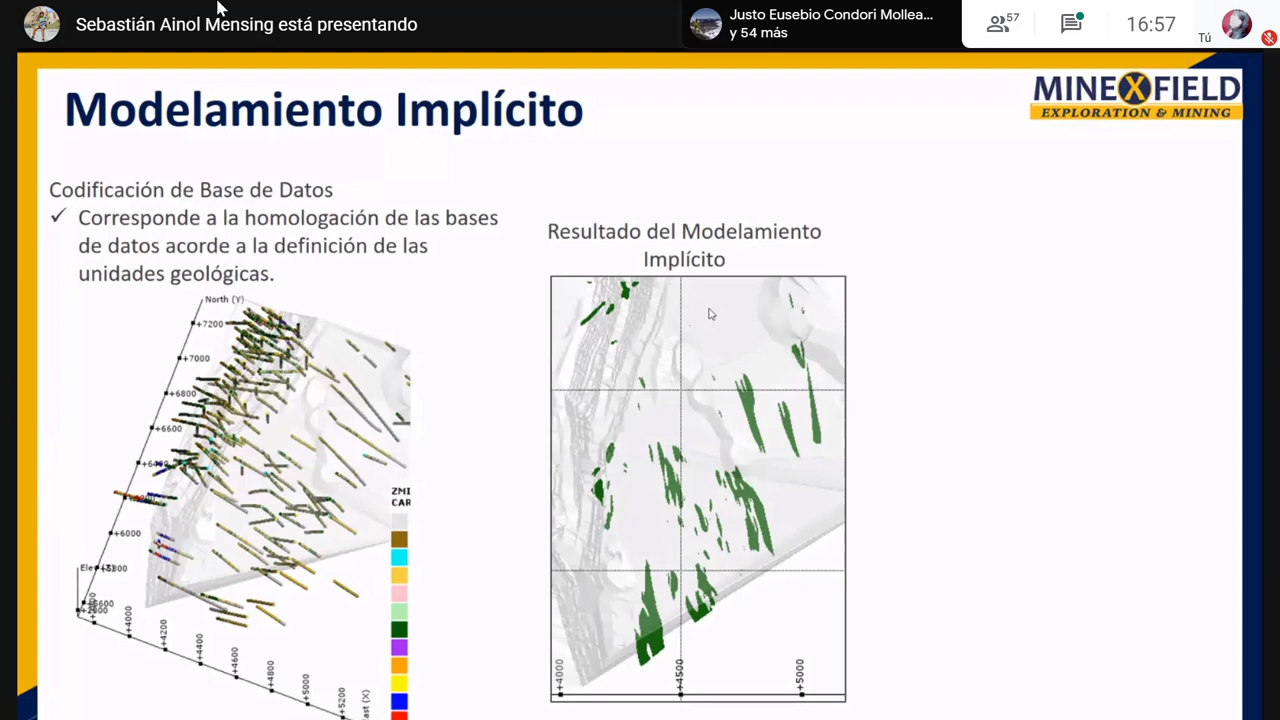 Sebastián Ainol Mensing está presentando
Justo Eusebio Condori Mollea...
y 54 más
57
16:57
Tú
Modelamiento Implícito
MINEXFIELD
EXPLORATION & MINING
Codificación de Base de Datos
✓ Corresponde a la homologación de las bases
de datos acorde a la definición de las
unidades geológicas.
Resultado del Modelamiento
Implícito
North (Y)
+7200
+7000
+6800
+6600
+6000
ZMI
CAR
+4000
+4200
+4400
+4600
+4800
+5000
+5200
ast (X)
+4000
+4500
+5000